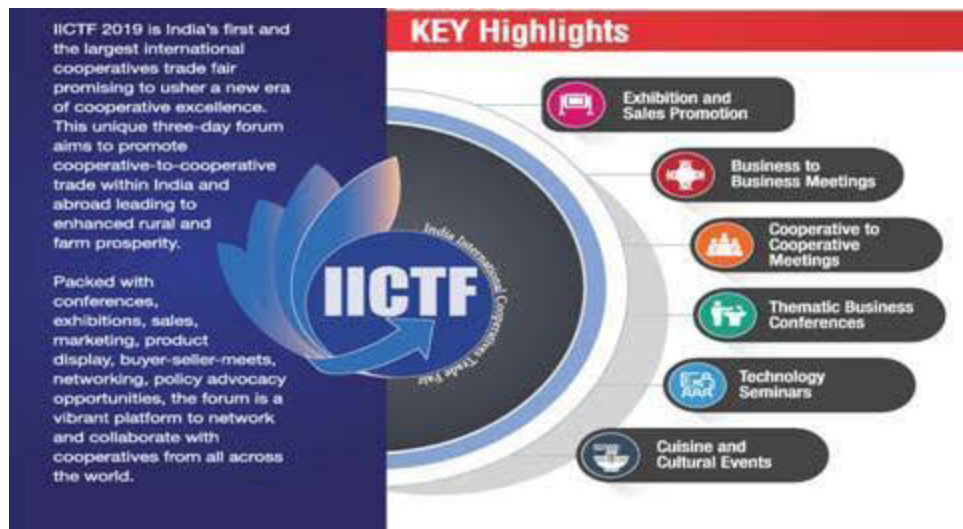 IICTF 2019 is India's first and
the largest international
cooperatives trade fair
promising to usher a new era
of cooperative excellence.
This unique three-day forum
aims to promote
cooperative-to-cooperative
trade within India and
abroad leading to
enhanced rural and
farm prosperity.
Packed with
conferences,
exhibitions, sales,
marketing, product
display, buyer-seller-meets,
networking, policy advocacy
opportunities, the forum is a
vibrant platform to network
and collaborate with
cooperatives from all across
the world.
IICTF
India International Cooperatives Trade Fair
KEY Highlights
Exhibition and
Sales Promotion
Business to
Business Meetings
Cooperative to
Cooperative
Meetings
Thematic Business
Conferences
Technology
Seminars
Cuisine and
Cultural Events